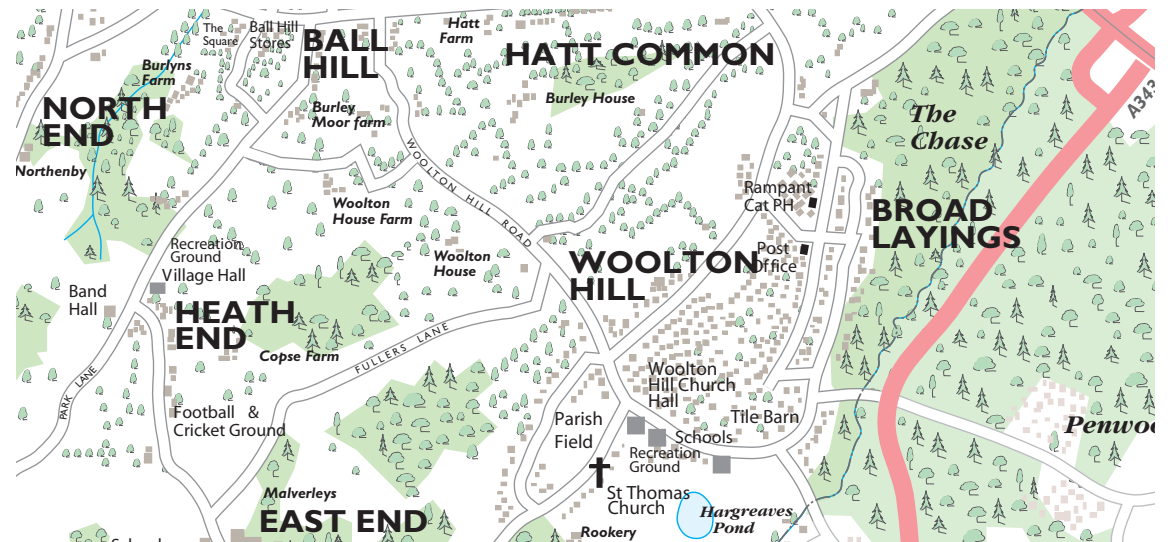 The
Square
Ball Hill
Stores
BALL
HILL
Hatt
Farm
HATT COMMON
Burlyns
Farm
NORTH
END
Burley
Moor farm
Burley House
The
Chase
A343
Northenby
WOOLTON HILL ROAD
Rampant
Cat PH
Woolton
House Farm
BROAD
LAYINGS
Recreation
Ground
Village Hall
Woolton
House
WOOLTON
HILL
Post
Office
Band
Hall
HEATH
END
Copse Farm
FULLERS LANE
PARK LANE
Woolton
Hill Church
Hall
Football &
Cricket Ground
Parish
Field
Tile Barn
Schools
Recreation
Ground
Penwoo
Malverleys
EAST END
St Thomas
Church
Hargreaves
Pond
Rookery